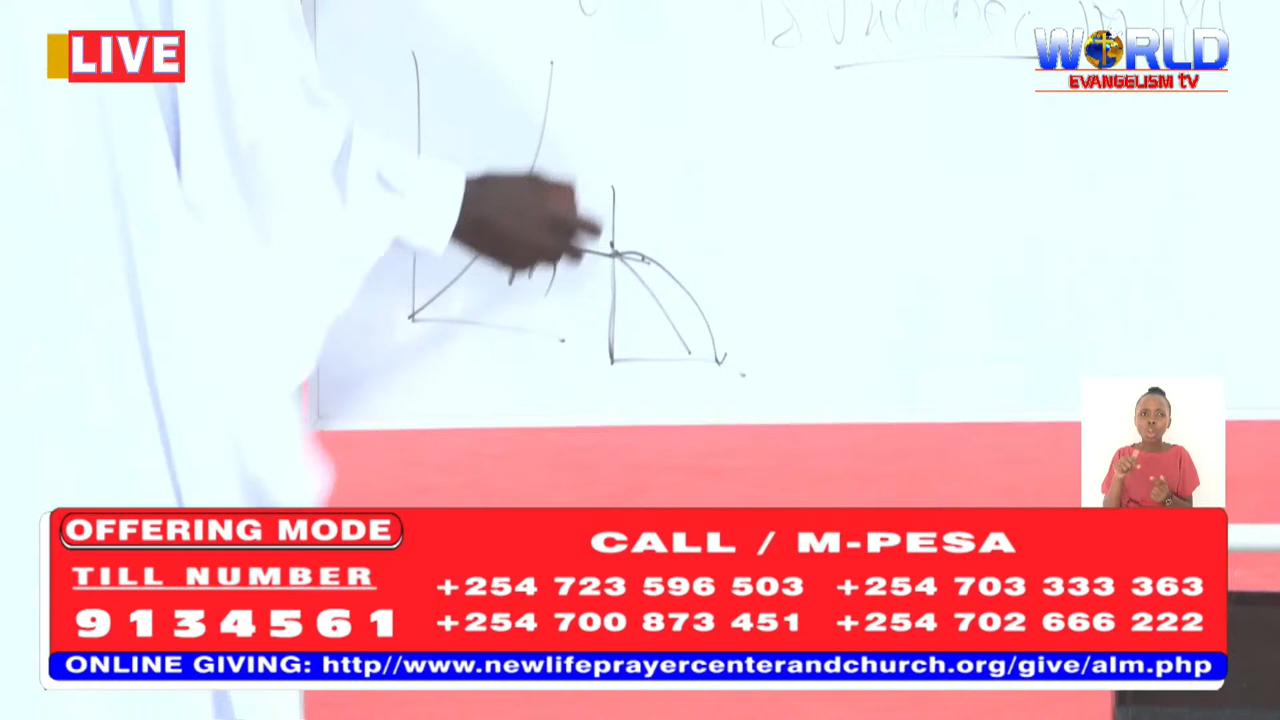 LIVE
WORLD
EVANGELISM TV
OFFERING MODE
TILL NUMBER
9134561
CALL / M-PESA
+254 723 596 503 +254 703 333 363
+254 700 873 451 +254 702 666 222
ONLINE GIVING: http//www.newlifeprayercenterandchurch.org/give/alm.php